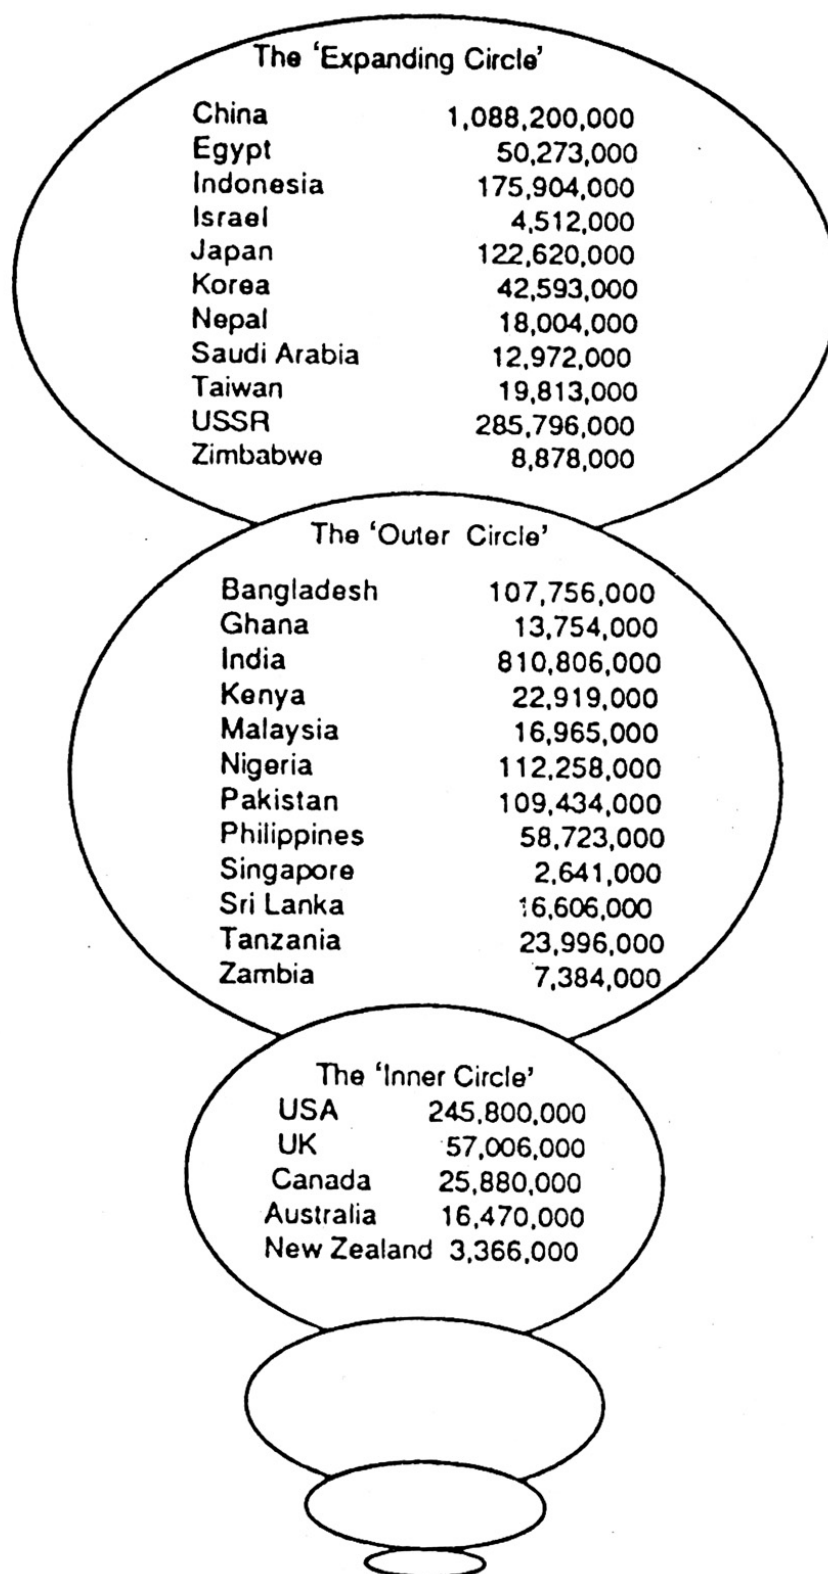 The ‘Expanding Circle’
China 1,088,200,000
Egypt 50,273,000
Indonesia 175,904,000
Israel 4,512,000
Japan 122,620,000
Korea 42,593,000
Nepal 18,004,000
Saudi Arabia 12,972,000
Taiwan 19,813,000
USSR 285,796,000
Zimbabwe 8,878,000
The ‘Outer Circle’
Bangladesh 107,756,000
Ghana 13,754,000
India 810,806,000
Kenya 22,919,000
Malaysia 16,965,000
Nigeria 112,258,000
Pakistan 109,434,000
Philippines 58,723,000
Singapore 2,641,000
Sri Lanka 16,606,000
Tanzania 23,996,000
Zambia 7,384,000
The ‘Inner Circle’
USA 245,800,000
UK 57,006,000
Canada 25,880,000
Australia 16,470,000
New Zealand 3,366,000